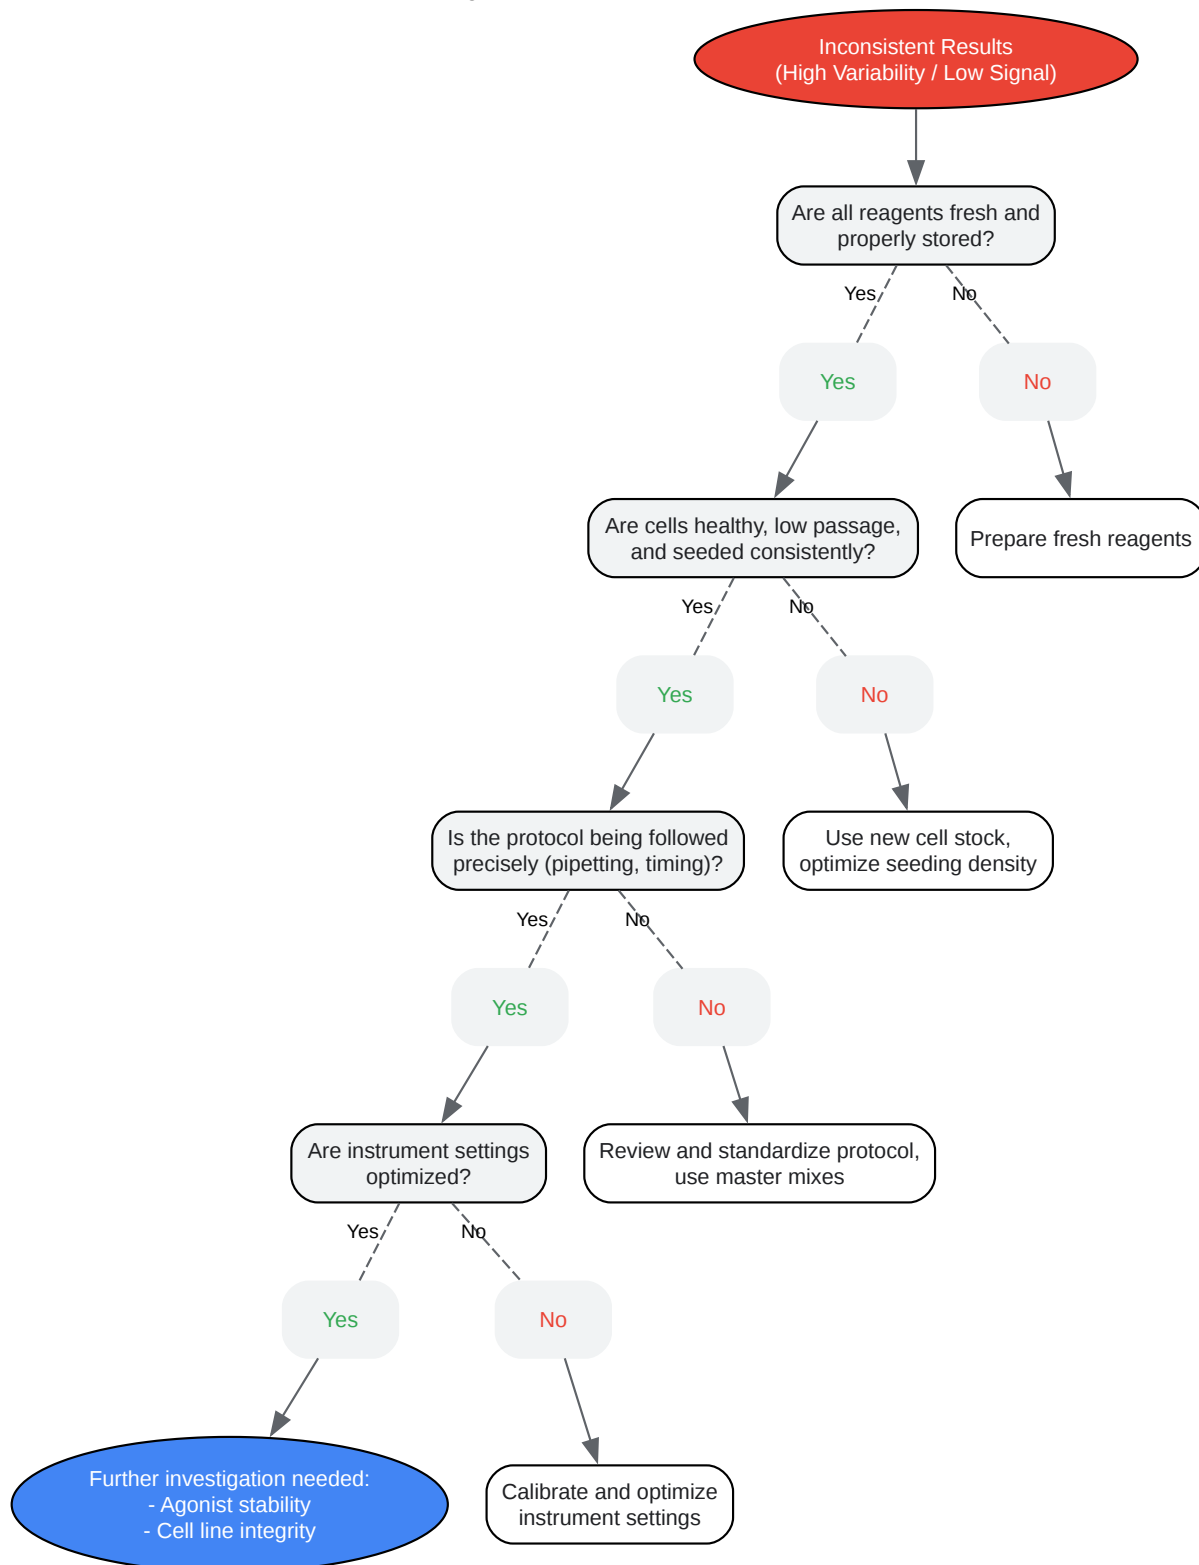 Inconsistent Results
(High Variability / Low Signal)
Are all reagents fresh and
properly stored?
Yes
No
Yes
No
Are cells healthy, low passage,
and seeded consistently?
Prepare fresh reagents
Yes
No
Yes
No
Is the protocol being followed
precisely (pipetting, timing)?
Use new cell stock,
optimize seeding density
Yes
No
Yes
No
Are instrument settings
optimized?
Review and standardize protocol,
use master mixes
Yes
No
Yes
No
Further investigation needed:
- Agonist stability
- Cell line integrity
Calibrate and optimize
instrument settings